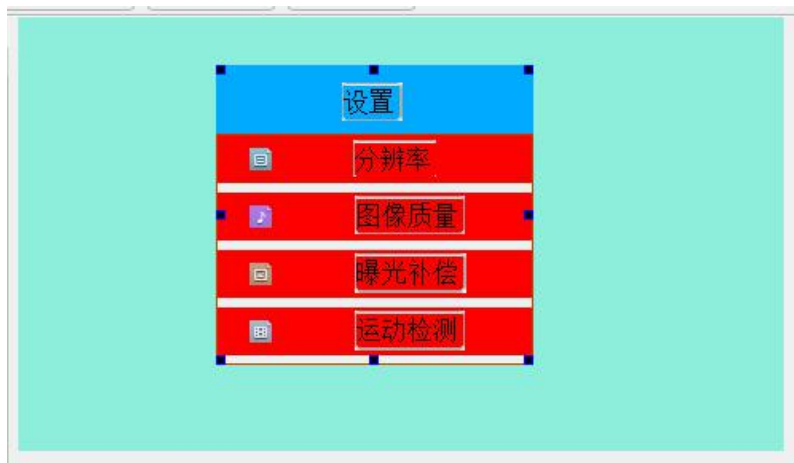 设置
分辨率
图像质量
曝光补偿
运动检测